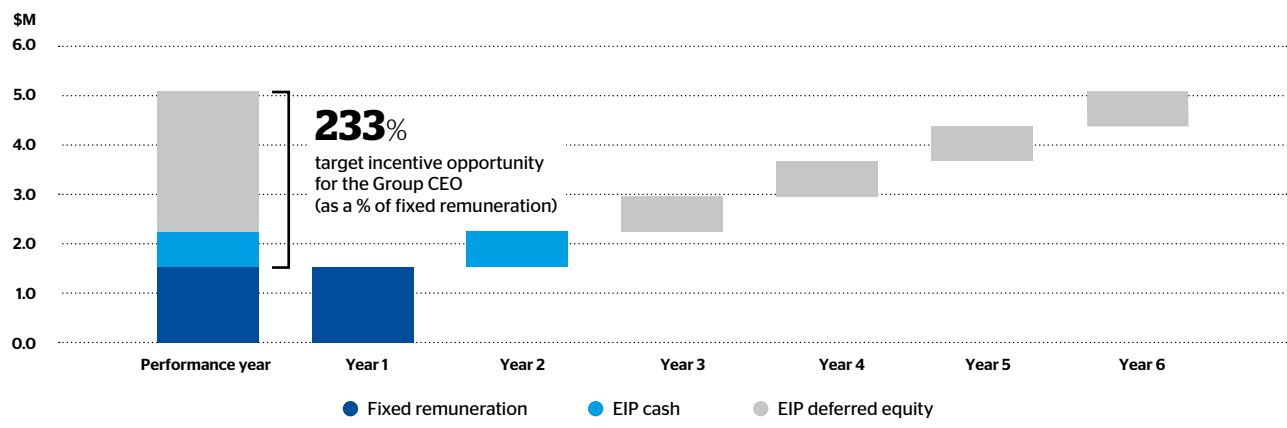 $M
6.0
5.0
4.0
3.0
2.0
1.0
0.0
233%
target incentive opportunity
for the Group CEO
(as a % of fixed remuneration)
Performance year
Year 1
Year 2
Year 3
Year 4
Year 5
Year 6
Fixed remuneration
EIP cash
EIP deferred equity